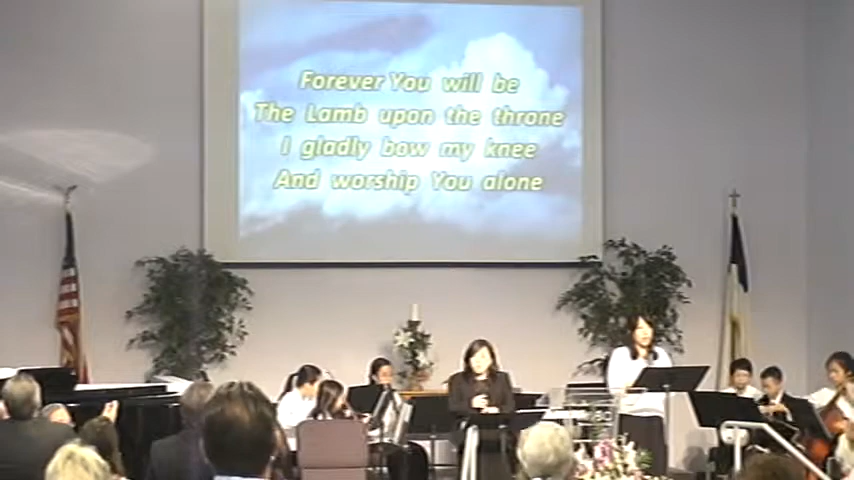 Forever You will be
The Lamb upon the throne
I gladly bow my knee
And worship You alone